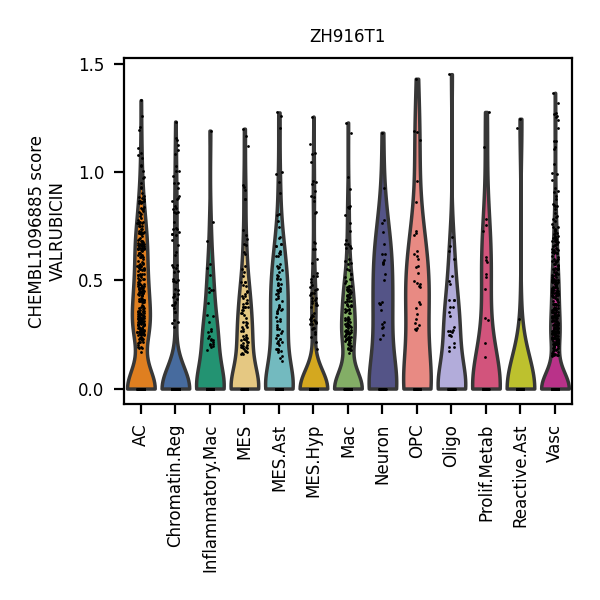 ZH916T1
CHEMBL1096885 score
VALRUBICIN
1.5
1.0
0.5
0.0
AC
Chromatin.Reg
Inflammatory.Mac
MES
MES.Ast
MES.Hyp
Mac
Neuron
OPC
Oligo
Prolif.Metab
Reactive.Ast
Vasc